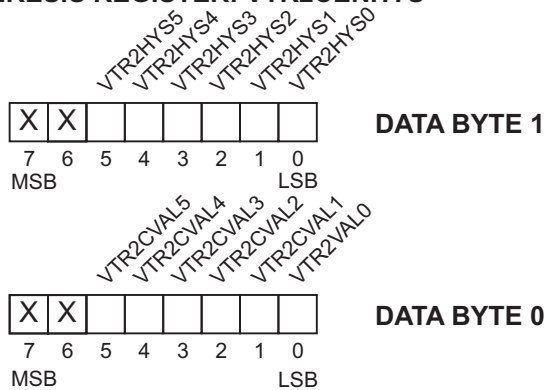 VTR2HYS5 VTR2HYS4 VTR2HYS3 VTR2HYS2 VTR2HYS1 VTR2HYS0
X X DATA BYTE 1
7 6 5 4 3 2 1 0
MSB LSB
VTR2CVAL5 VTR2CVAL4 VTR2CVAL3 VTR2CVAL2 VTR2CVAL1 VTR2VAL0
X X DATA BYTE 0
7 6 5 4 3 2 1 0
MSB LSB